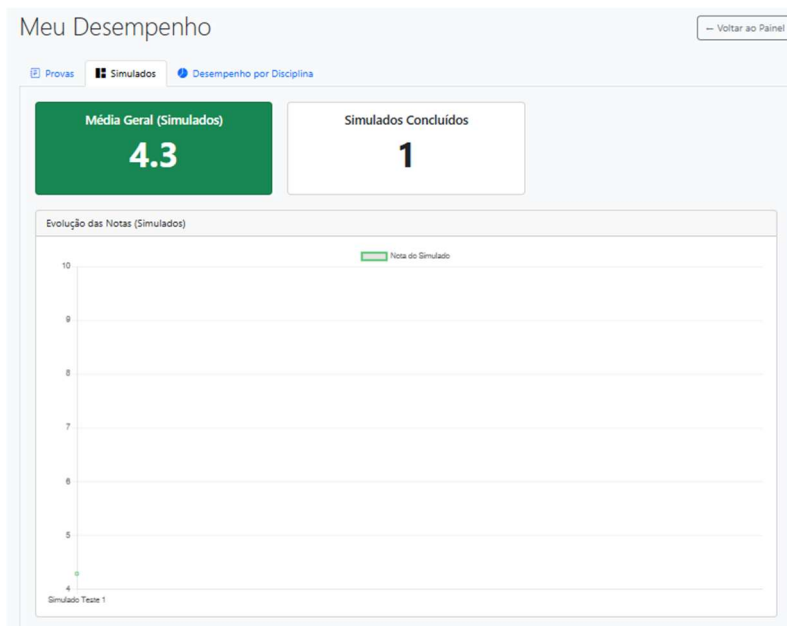 Meu Desempenho
← Voltar ao Painel
Provas
Simulados
Desempenho por Disciplina
Média Geral (Simulados)
4.3
Simulados Concluídos
1
Evolução das Notas (Simulados)
Nota do Simulado
10
9
8
7
6
5
4
Simulado Teste 1